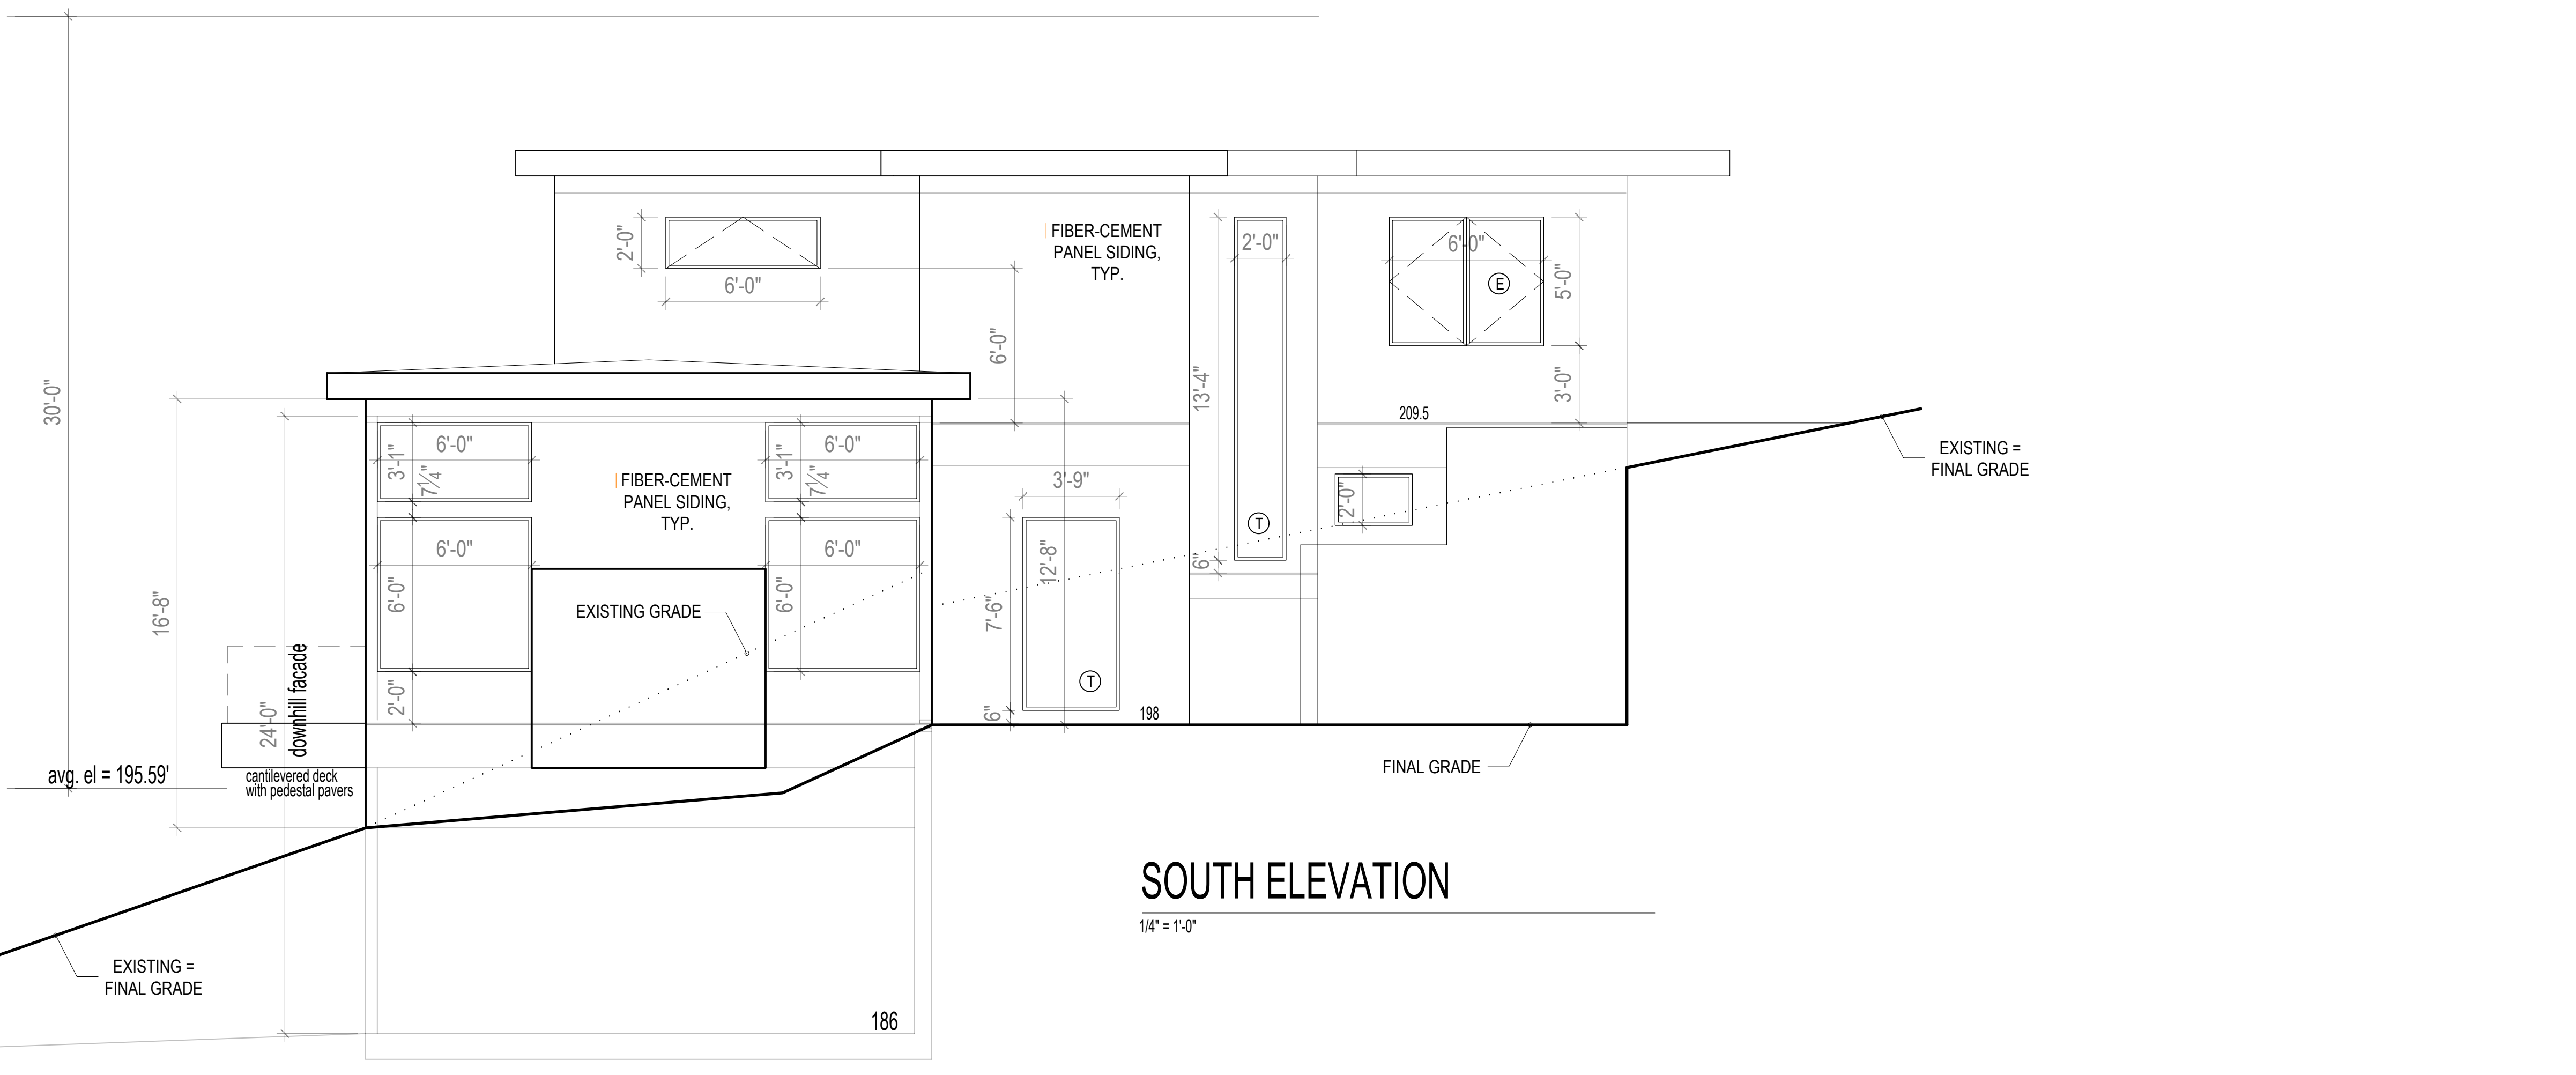 30'-0"
2'-0"
6'-0"
FIBER-CEMENT
PANEL SIDING,
TYP.
2'-0"
6'-0"
E
5'-0"
6'-0"
13'-4"
3'-0"
209.5
EXISTING =
FINAL GRADE
16'-8"
24'-0"
downhill facade
3'-1"
6'-0"
7 1/4"
FIBER-CEMENT
PANEL SIDING,
TYP.
3'-1"
6'-0"
7 1/4"
3'-9"
T
2'-0"
6'-0"
6'-0"
6'-0"
6'-0"
12'-8"
6"
EXISTING GRADE
7'-6"
T
2'-0"
6"
198
avg. el = 195.59'
cantilevered deck
with pedestal pavers
FINAL GRADE
SOUTH ELEVATION
1/4" = 1'-0"
EXISTING =
FINAL GRADE
186